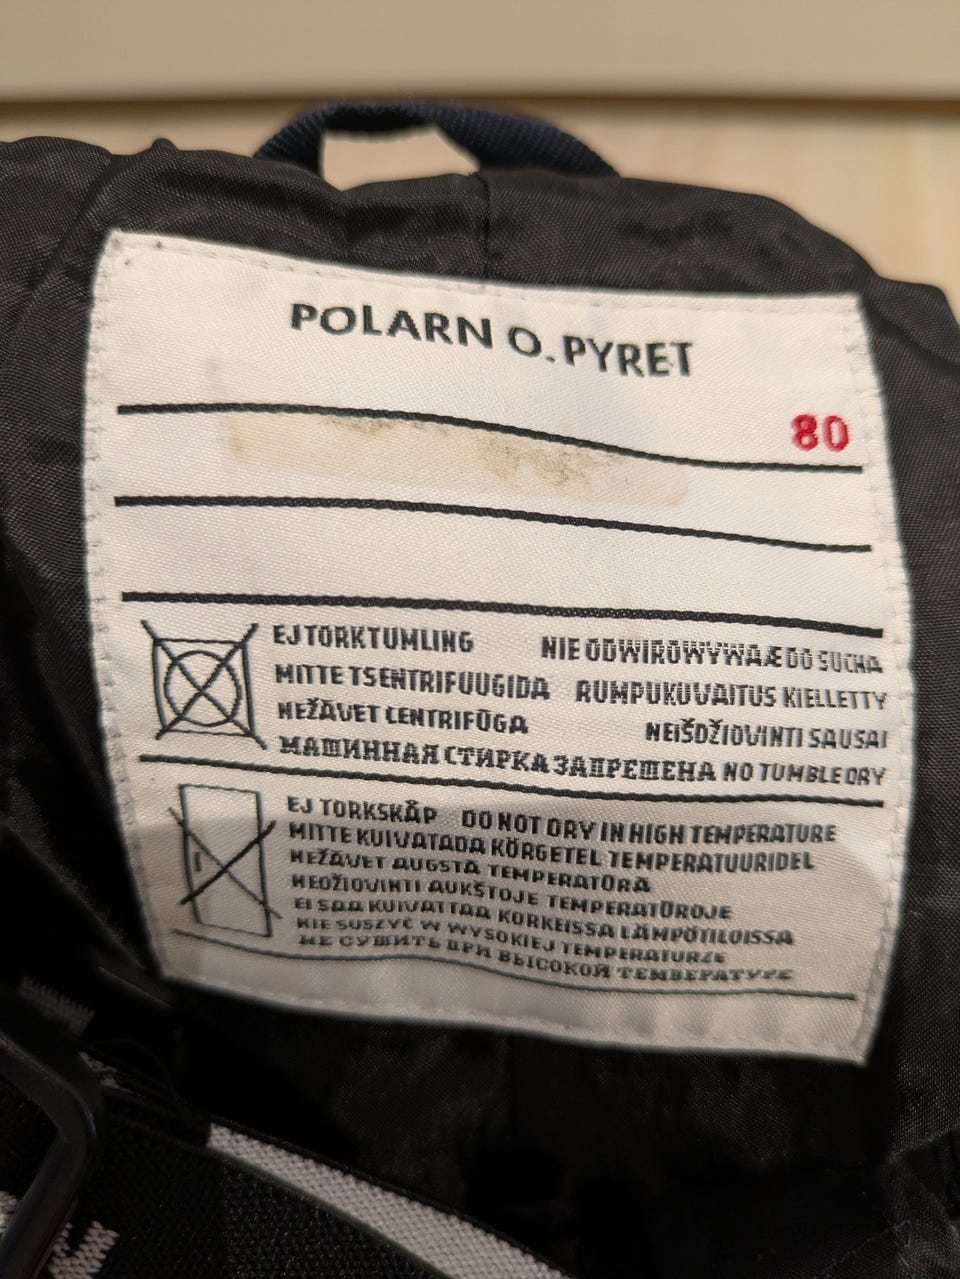 POLARN O. PYRET
80
EJ TORKTUMLING NIE ODWIROWYWAÆ DO SUCHA
MITTE TSENTRIFUUGIDA RUMPUKUVAITUS KIELLETTY
NEŽĀVET CENTRIFŪGA NEIŠDŽIOVINTI SAUSAI
МАШИННАЯ СТИРКА ЗАПРЕШЕНА NO TUMBLE DRY
EJ TORKSKÅP DO NOT DRY IN HIGH TEMPERATURE
MITTE KUIVATADA KÕRGETEL TEMPERATUURIDEL
NEŽĀVET AUGSTĀ TEMPERATŪRĀ
NEDŽIOVINTI AUKŠTOJE TEMPERATŪROJE
EI SAA KUIVATTAA KORKEISSA LÄMPÖTILOISSA
NIE SUSZYĆ W WYSOKIEJ TEMPERATURZE
НЕ СУШИТЬ ПРИ ВЫСОКОЙ ТЕМПЕРАТУРЕ